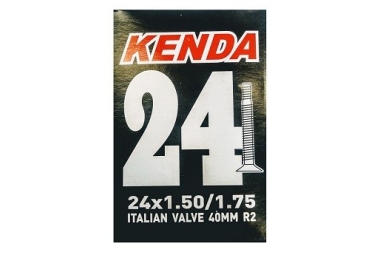 KENDA
24
24x1.50/1.75
ITALIAN VALVE 40MM R2